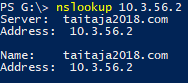 PS G:\> nslookup 10.3.56.2
Server:  taitaja2018.com
Address:  10.3.56.2

Name:    taitaja2018.com
Address:  10.3.56.2